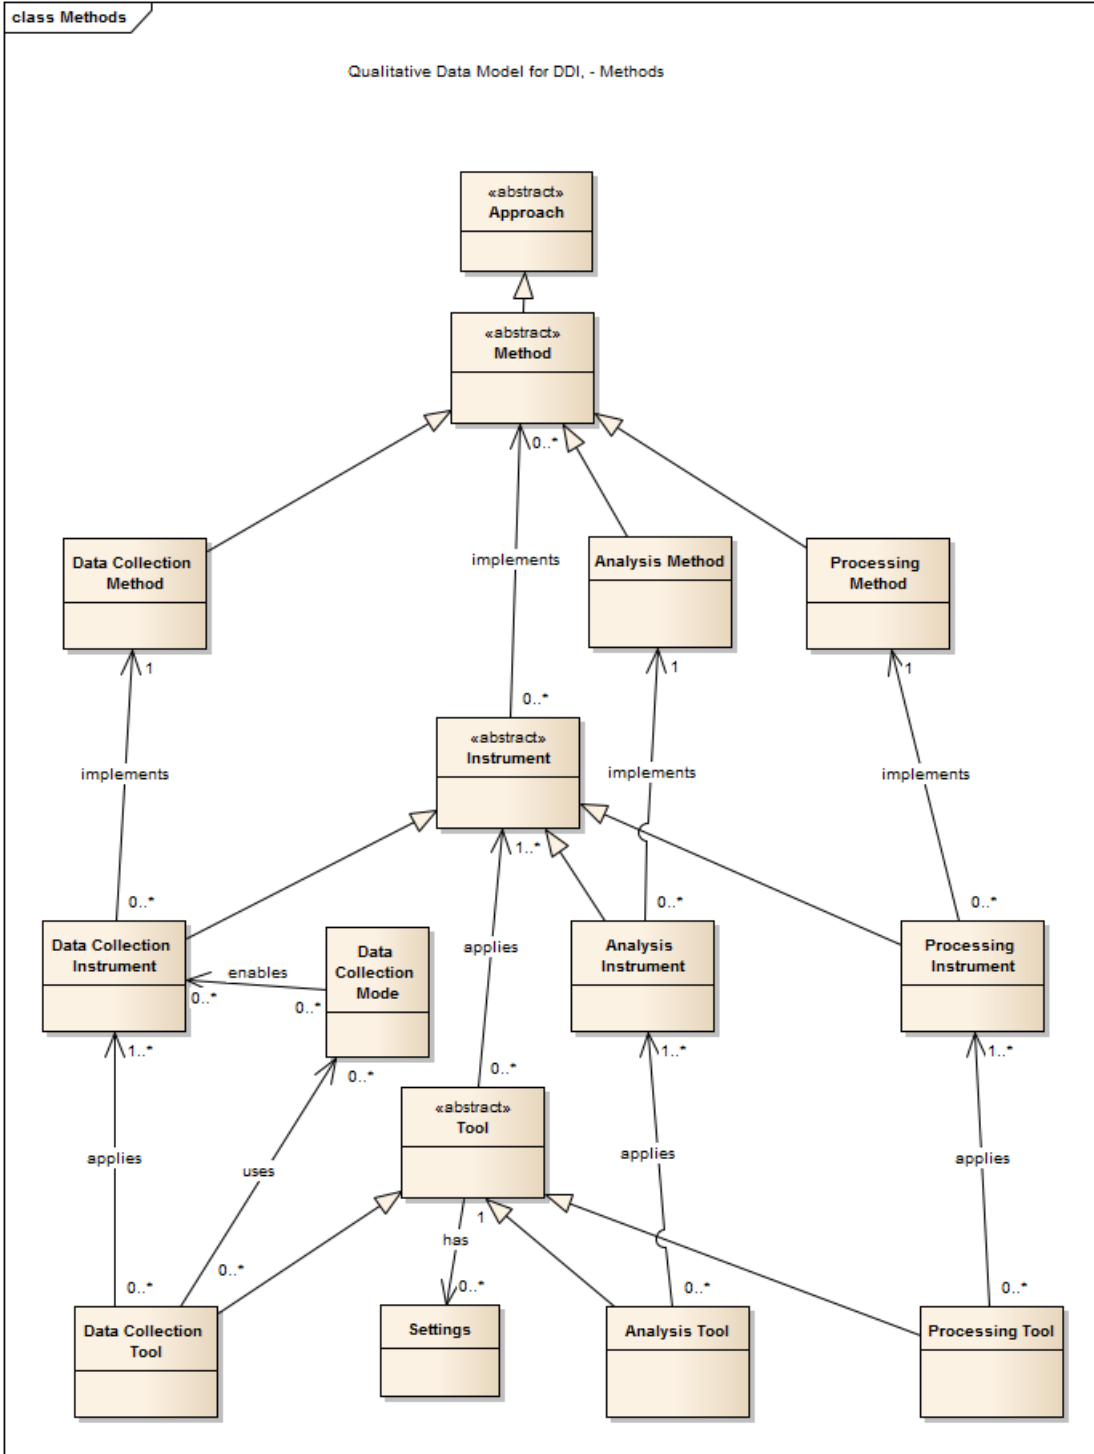 class Methods
Qualitative Data Model for DDI, - Methods
«abstract»
Approach
«abstract»
Method
0..*
Data Collection
Method
implements
Analysis Method
Processing
Method
1
1
1
0..*
«abstract»
Instrument
implements
implements
implements
1..*
0..*
0..*
0..*
Data Collection
Instrument
enables
0..*
0..*
Data
Collection
Mode
applies
Analysis
Instrument
Processing
Instrument
1..*
0..*
0..*
1..*
1..*
«abstract»
Tool
applies
uses
applies
applies
1
has
0..*
0..*
0..*
0..*
0..*
Data Collection
Tool
Settings
Analysis Tool
Processing Tool